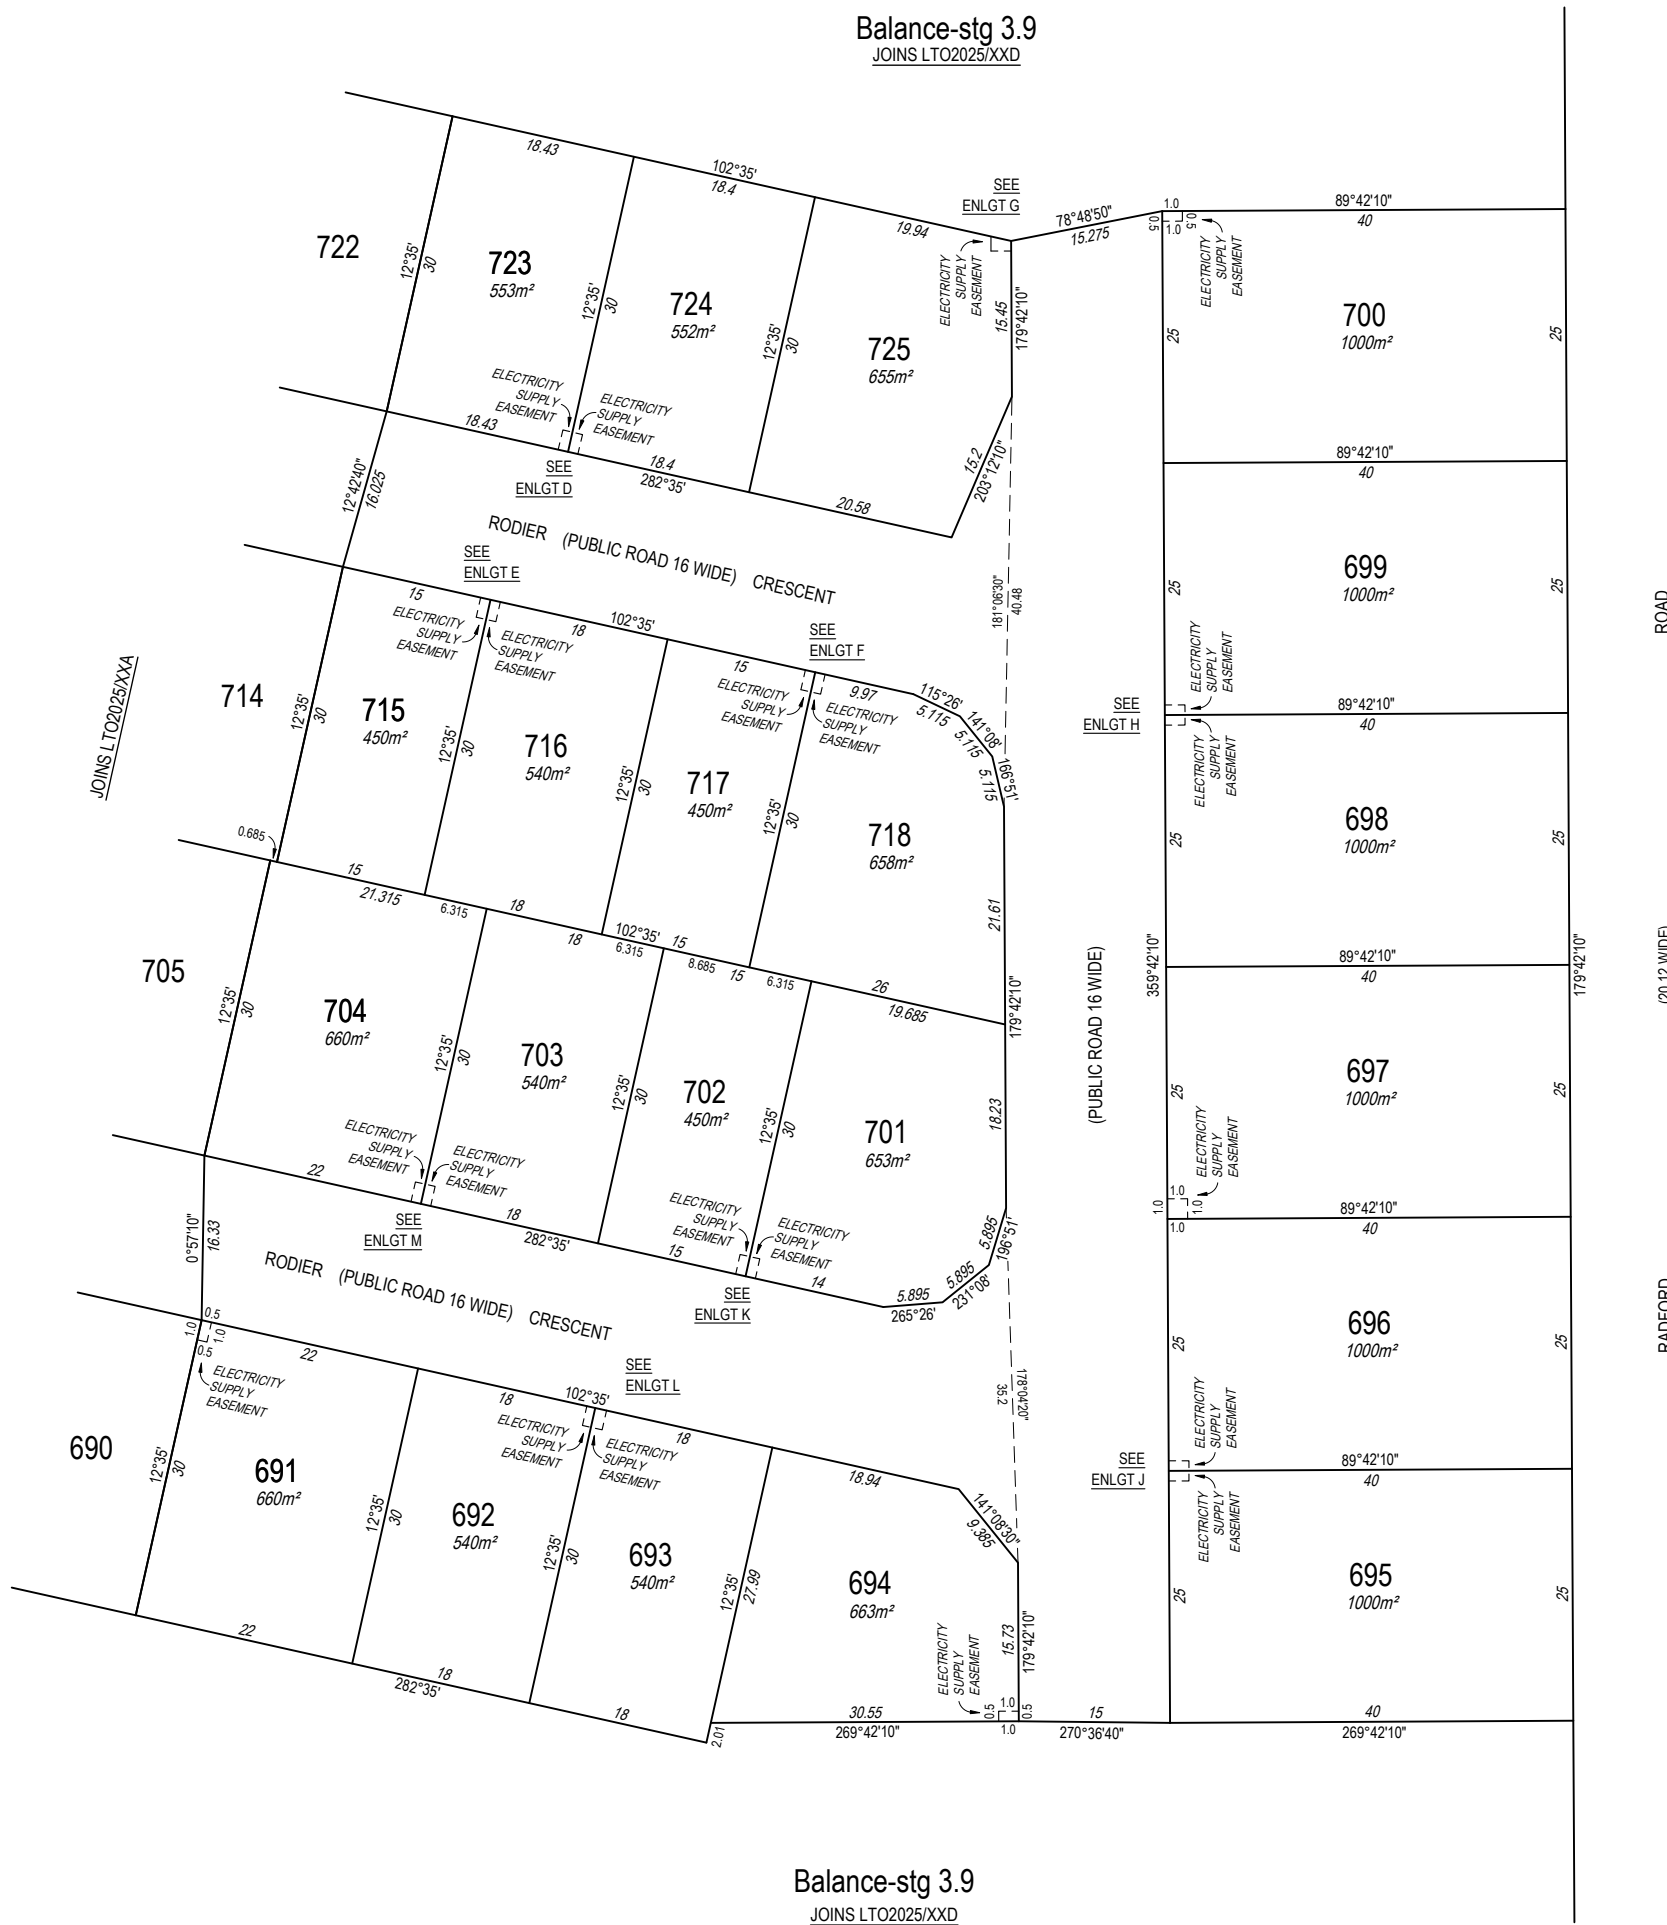 Balance-stg 3.9
JOINS LTO2025/XXD
18.43
102°35'
18.4
19.94
SEE
ENLGT G
78°48'50"
15.275
1.0
0.5
1.0
0.5
89°42'10"
40
ELECTRICITY
SUPPLY
EASEMENT
ELECTRICITY
SUPPLY
EASEMENT
722
12°35'
30
723
553m²
12°35'
30
724
552m²
12°35'
30
725
655m²
15.45
179°42'10"
25
700
1000m²
25
ELECTRICITY
SUPPLY
EASEMENT
ELECTRICITY
SUPPLY
EASEMENT
18.43
SEE
ENLGT D
18.4
282°35'
20.58
15.2
203°12'10"
89°42'10"
40
12°42'40"
16.025
RODIER (PUBLIC ROAD 16 WIDE) CRESCENT
SEE
ENLGT E
15
102°35'
18
ELECTRICITY
SUPPLY
EASEMENT
ELECTRICITY
SUPPLY
EASEMENT
181°06'30"
40.48
25
699
1000m²
25
ROAD
SEE
ENLGT F
15
9.97
115°26'
5.115
141°08'
5.115
166°51'
5.115
ELECTRICITY
SUPPLY
EASEMENT
ELECTRICITY
SUPPLY
EASEMENT
ELECTRICITY
SUPPLY
EASEMENT
SEE
ENLGT H
89°42'10"
40
ELECTRICITY
SUPPLY
EASEMENT
JOINS LTO2025/XXA
714
12°35'
30
715
450m²
12°35'
30
716
540m²
12°35'
30
717
450m²
12°35'
30
718
658m²
21.61
25
698
1000m²
25
0.685
15
21.315
6.315
18
18
102°35'
6.315
15
8.685
15
6.315
26
19.685
179°42'10"
(PUBLIC ROAD 16 WIDE)
359°42'10"
89°42'10"
40
179°42'10"
(20.12 WIDE)
705
12°35'
30
704
660m²
12°35'
30
703
540m²
12°35'
30
702
450m²
12°35'
30
701
653m²
18.23
25
697
1000m²
25
ELECTRICITY
SUPPLY
EASEMENT
ELECTRICITY
SUPPLY
EASEMENT
ELECTRICITY
SUPPLY
EASEMENT
1.0
1.0
1.0
1.0
89°42'10"
40
22
SEE
ENLGT M
18
282°35'
15
ELECTRICITY
SUPPLY
EASEMENT
ELECTRICITY
SUPPLY
EASEMENT
SEE
ENLGT K
14
5.895
265°26'
5.895
231°08'
5.895
196°51'
0°57'10"
16.33
RODIER (PUBLIC ROAD 16 WIDE) CRESCENT
RADFORD
25
696
1000m²
25
0.5
1.0
1.0
0.5
ELECTRICITY
SUPPLY
EASEMENT
22
18
102°35'
SEE
ENLGT L
18
18.94
ELECTRICITY
SUPPLY
EASEMENT
ELECTRICITY
SUPPLY
EASEMENT
178°04'20"
35.2
ELECTRICITY
SUPPLY
EASEMENT
SEE
ENLGT J
89°42'10"
40
ELECTRICITY
SUPPLY
EASEMENT
690
12°35'
30
691
660m²
12°35'
30
692
540m²
12°35'
30
693
540m²
12°35'
27.99
694
663m²
141°08'30"
9.385
15.73
179°42'10"
25
695
1000m²
25
ELECTRICITY
SUPPLY
EASEMENT
22
18
282°35'
18
2.01
30.55
269°42'10"
0.5
1.0
0.5
1.0
15
270°36'40"
40
269°42'10"
Balance-stg 3.9
JOINS LTO2025/XXD